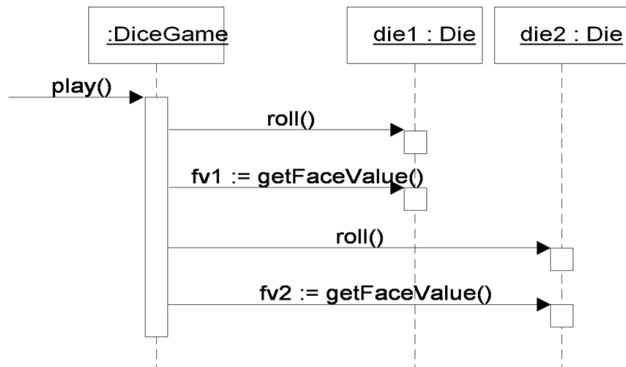 :DiceGame
die1 : Die
die2 : Die
play()
roll()
fv1 := getFaceValue()
roll()
fv2 := getFaceValue()